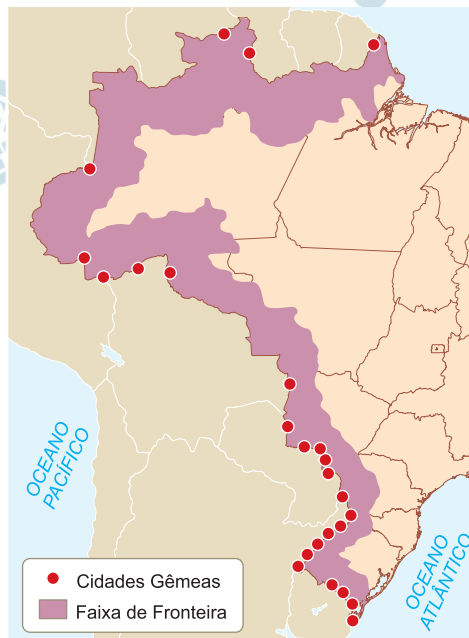 OCEANO
PACÍFICO
OCEANO
ATLÂNTICO
Cidades Gêmeas
Faixa de Fronteira